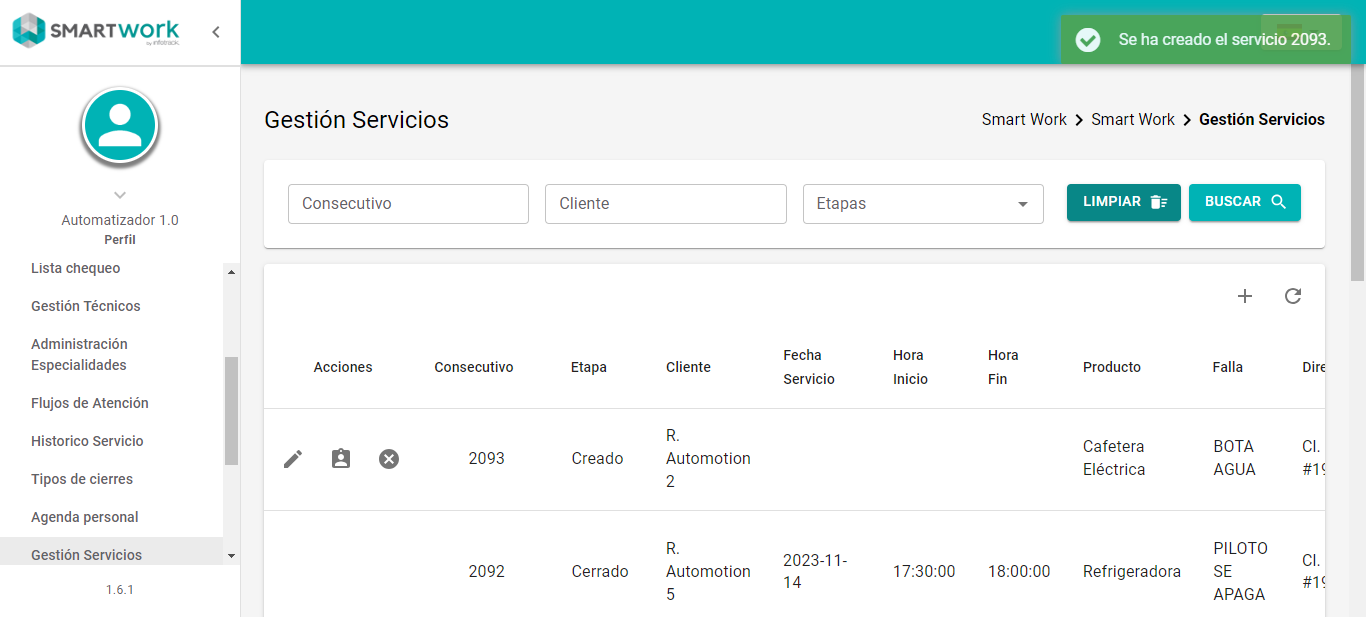 SMARTWORK
by infotrack.
Se ha creado el servicio 2093.
Automatizador 1.0
Perfil
Lista chequeo
Gestión Técnicos
Administración
Especialidades
Flujos de Atención
Historico Servicio
Tipos de cierres
Agenda personal
Gestión Servicios
1.6.1
Gestión Servicios
Smart Work > Smart Work > Gestión Servicios
Consecutivo
Cliente
Etapas
LIMPIAR
BUSCAR
Acciones
Consecutivo
Etapa
Cliente
Fecha
Servicio
Hora
Inicio
Hora
Fin
Producto
Falla
Dire
2093
Creado
R.
Automotion
2
Cafetera
Eléctrica
BOTA
AGUA
Cl.
#19
2092
Cerrado
R.
Automotion
5
2023-11-
14
17:30:00
18:00:00
Refrigeradora
PILOTO
SE
APAGA
Cl.
#19